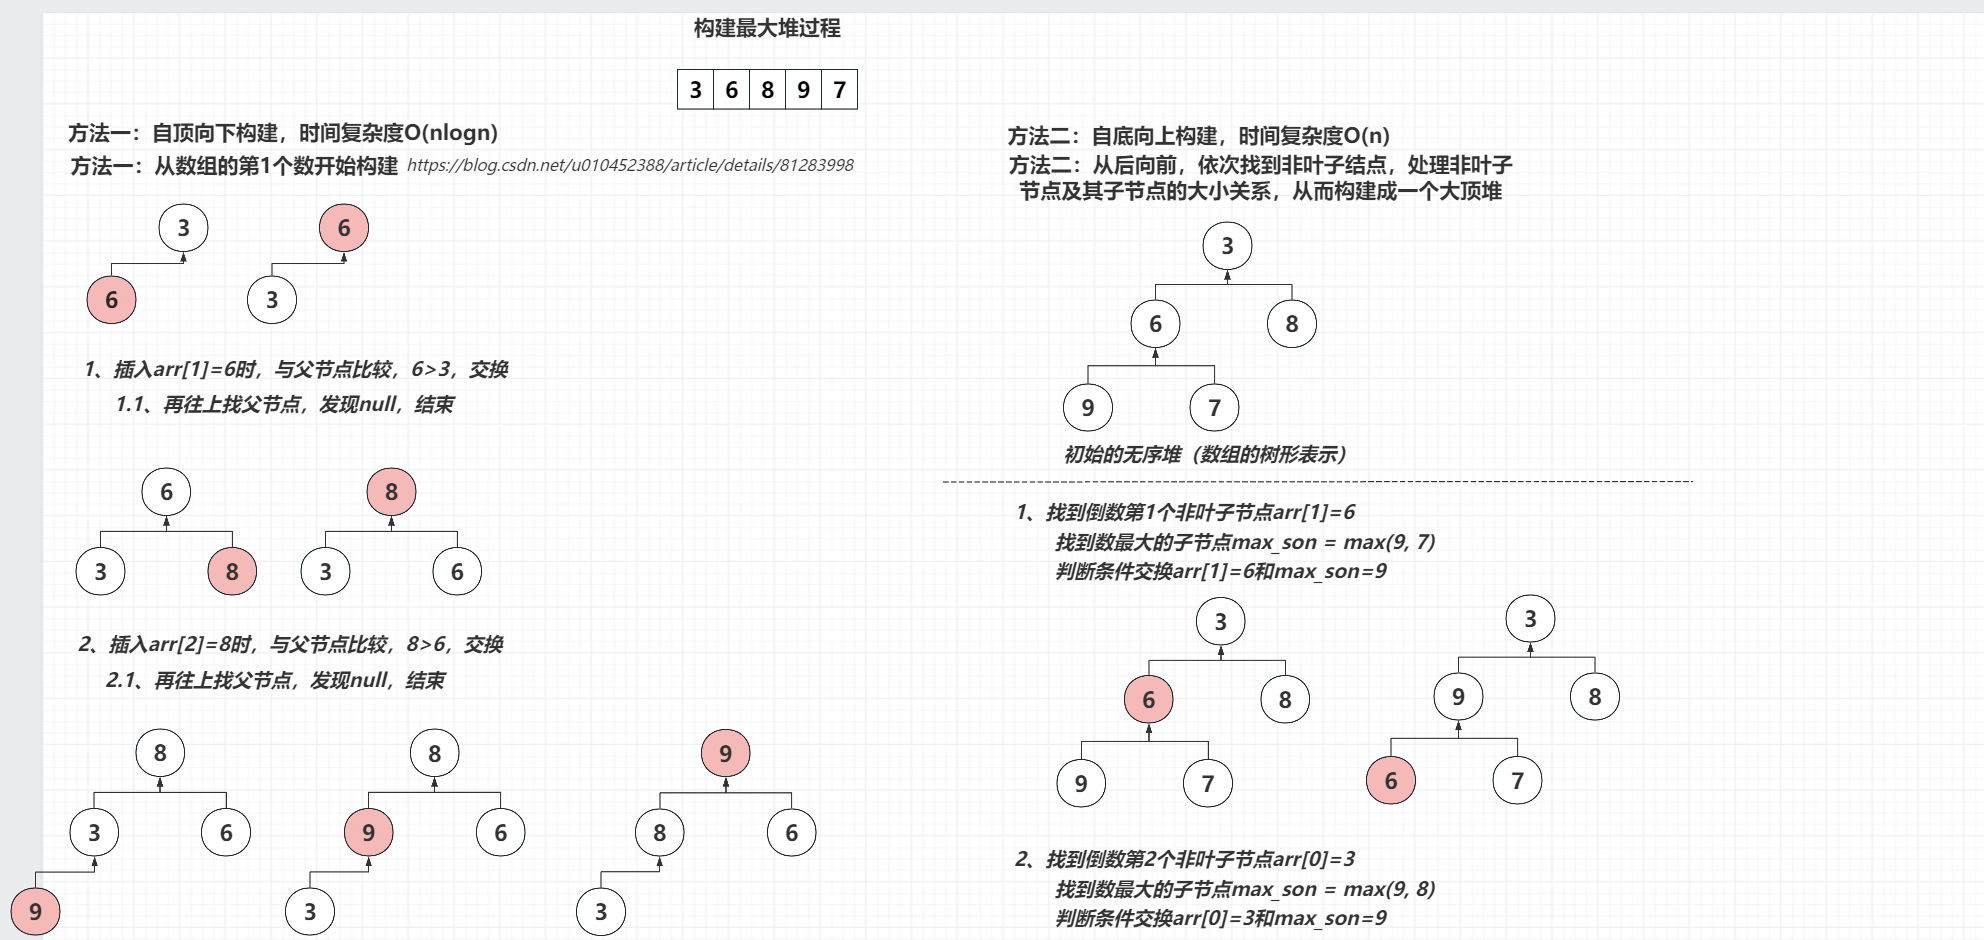 构建最大堆过程
3 6 8 9 7
方法一：自顶向下构建，时间复杂度O(nlogn)
方法一：从数组的第1个数开始构建 https://blog.csdn.net/u010452388/article/details/81283998
3 6
6 3
1、插入arr[1]=6时，与父节点比较，6>3，交换
1.1、再往上找父节点，发现null，结束
6 8
3 8 3 6
2、插入arr[2]=8时，与父节点比较，8>6，交换
2.1、再往上找父节点，发现null，结束
8 8 9
3 6 9 6 8 6
9 3 3
方法二：自底向上构建，时间复杂度O(n)
方法二：从后向前，依次找到非叶子结点，处理非叶子
节点及其子节点的大小关系，从而构建成一个大顶堆
3
6 8
9 7
初始的无序堆（数组的树形表示）
1、找到倒数第1个非叶子节点arr[1]=6
找到数最大的子节点max_son = max(9, 7)
判断条件交换arr[1]=6和max_son=9
3 3
6 8 9 8
9 7 6 7
2、找到倒数第2个非叶子节点arr[0]=3
找到数最大的子节点max_son = max(9, 8)
判断条件交换arr[0]=3和max_son=9